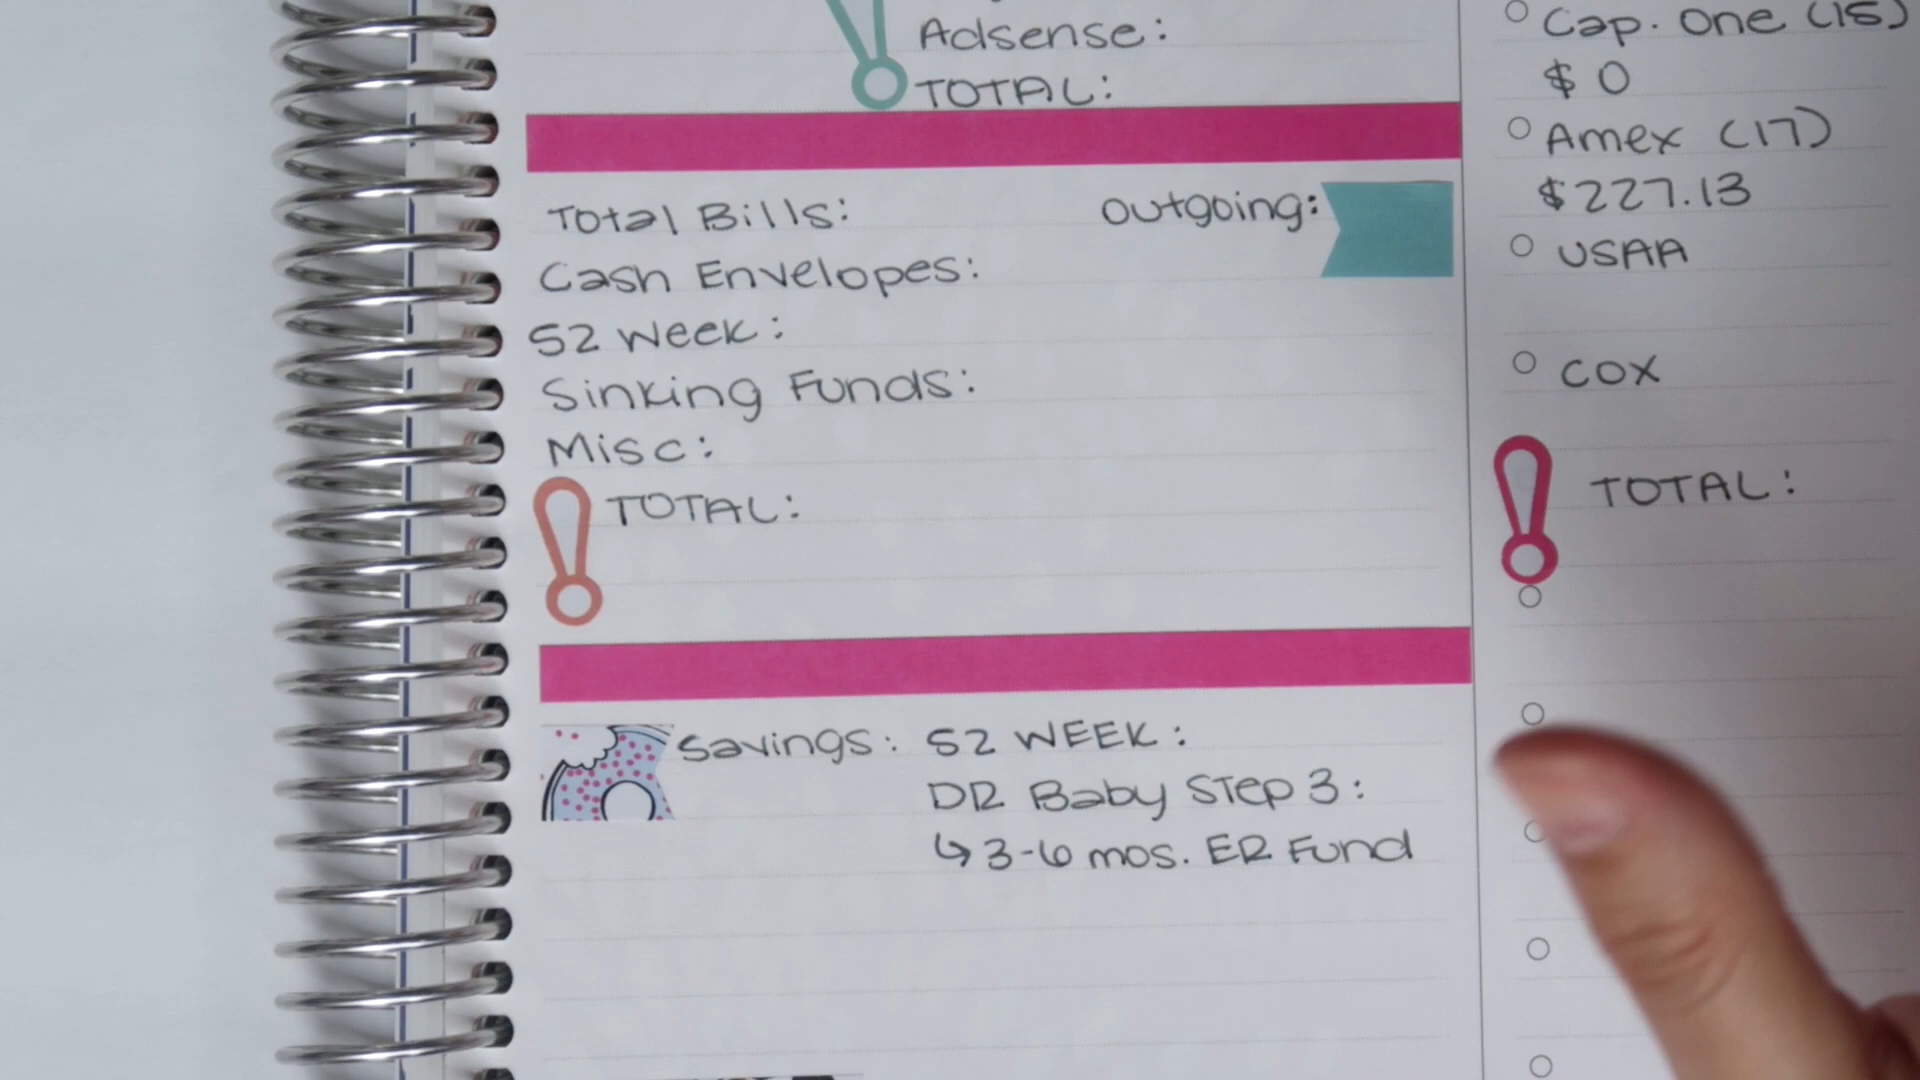 Adsense:
TOTAL:
Total Bills:
outgoing:
Cash Envelopes:
52 week:
Sinking Funds:
Misc:
TOTAL:
Savings: 52 WEEK:
DR Baby Step 3:
↳ 3-6 mos. ER Fund
Cap. One (15)
$ 0
Amex (17)
$227.13
USAA
COX
TOTAL: